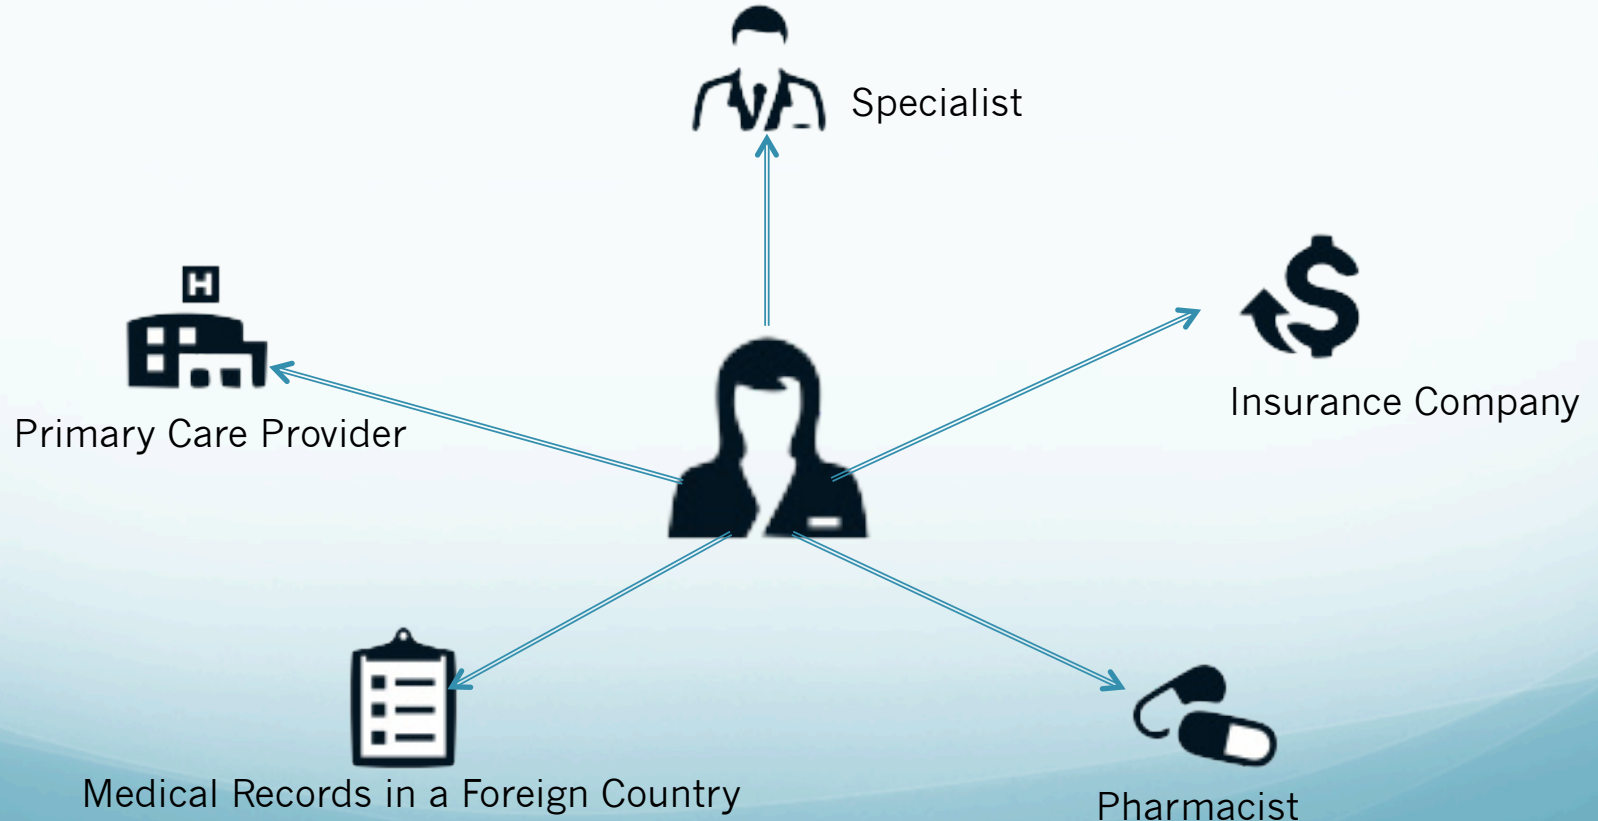 Specialist
H
Insurance Company
Primary Care Provider
Medical Records in a Foreign Country
Pharmacist